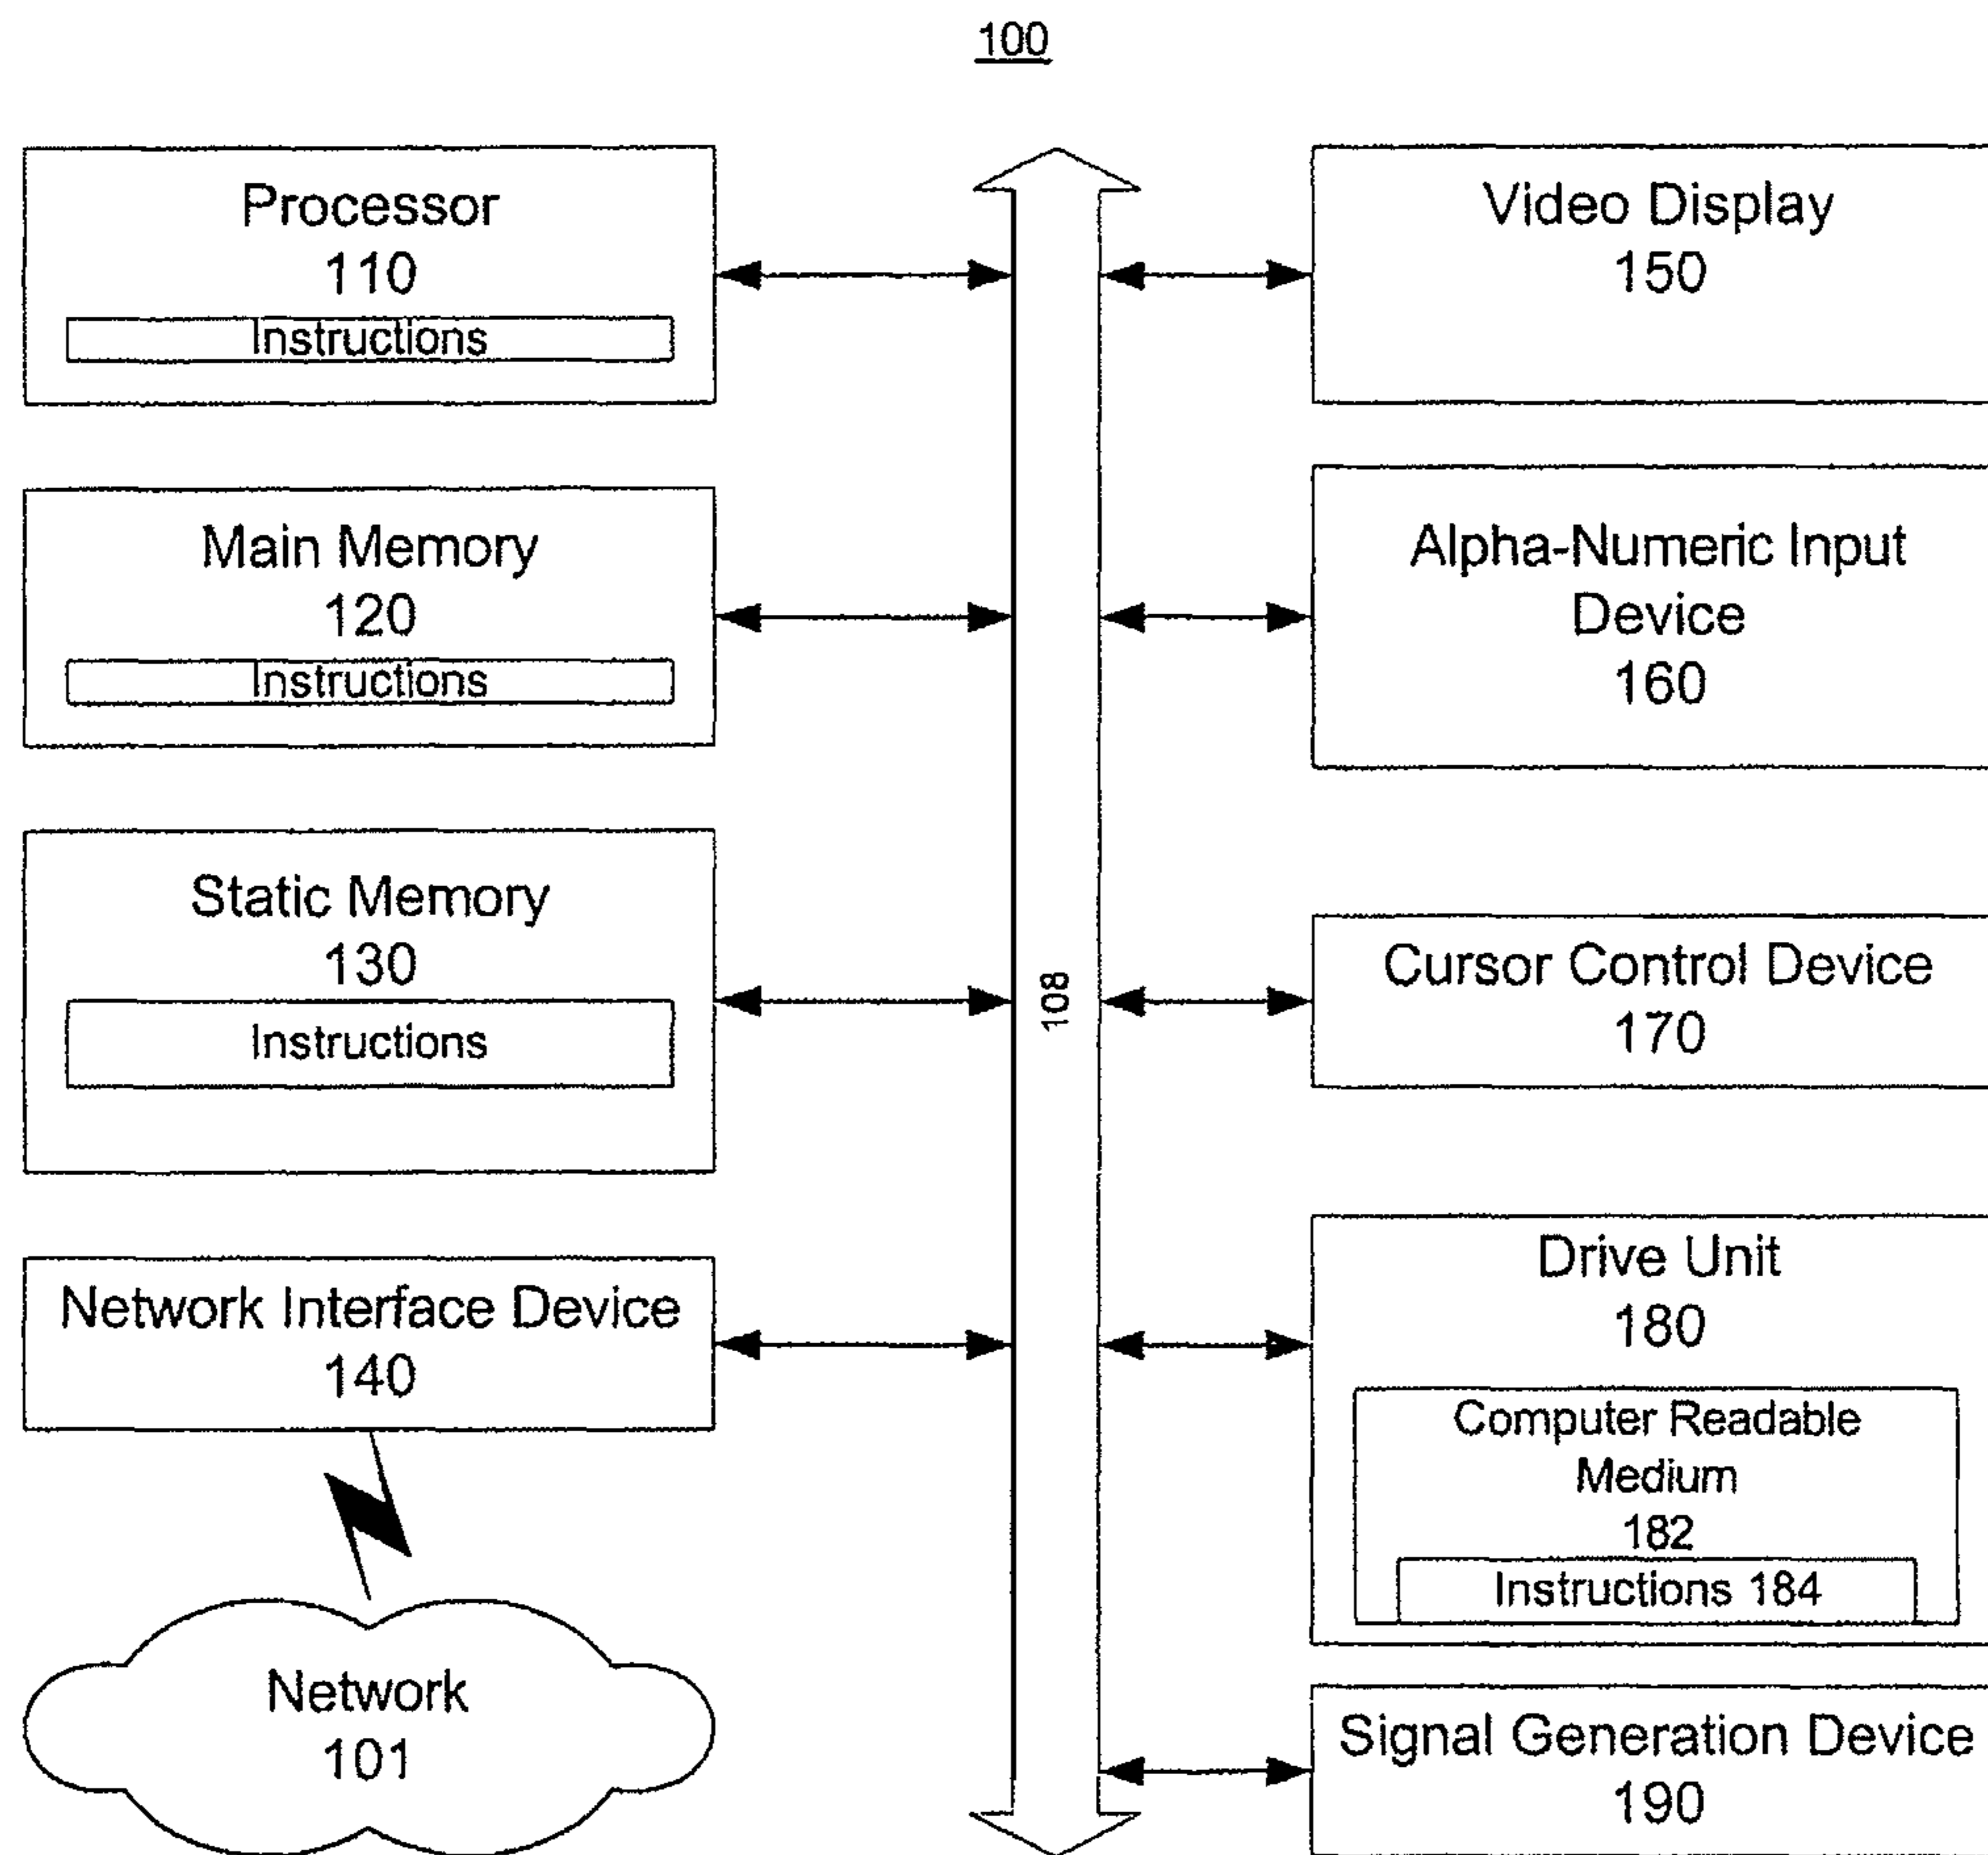 100
Processor
110
Instructions
Main Memory
120
Instructions
Static Memory
130
Instructions
Network Interface Device
140
Network
101
108
Video Display
150
Alpha-Numeric Input
Device
160
Cursor Control Device
170
Drive Unit
180
Computer Readable
Medium
182
Instructions 184
Signal Generation Device
190